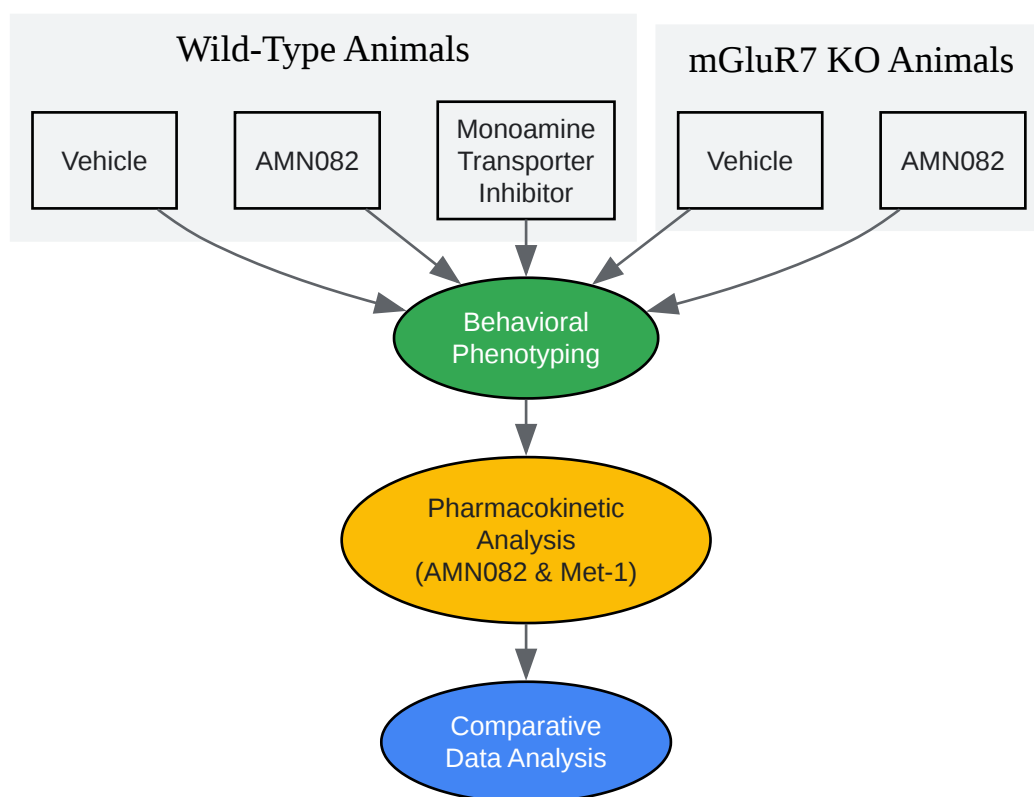 Wild-Type Animals
mGluR7 KO Animals
Vehicle
AMN082
Monoamine
Transporter
Inhibitor
Vehicle
AMN082
Behavioral
Phenotyping
Pharmacokinetic
Analysis
(AMN082 & Met-1)
Comparative
Data Analysis